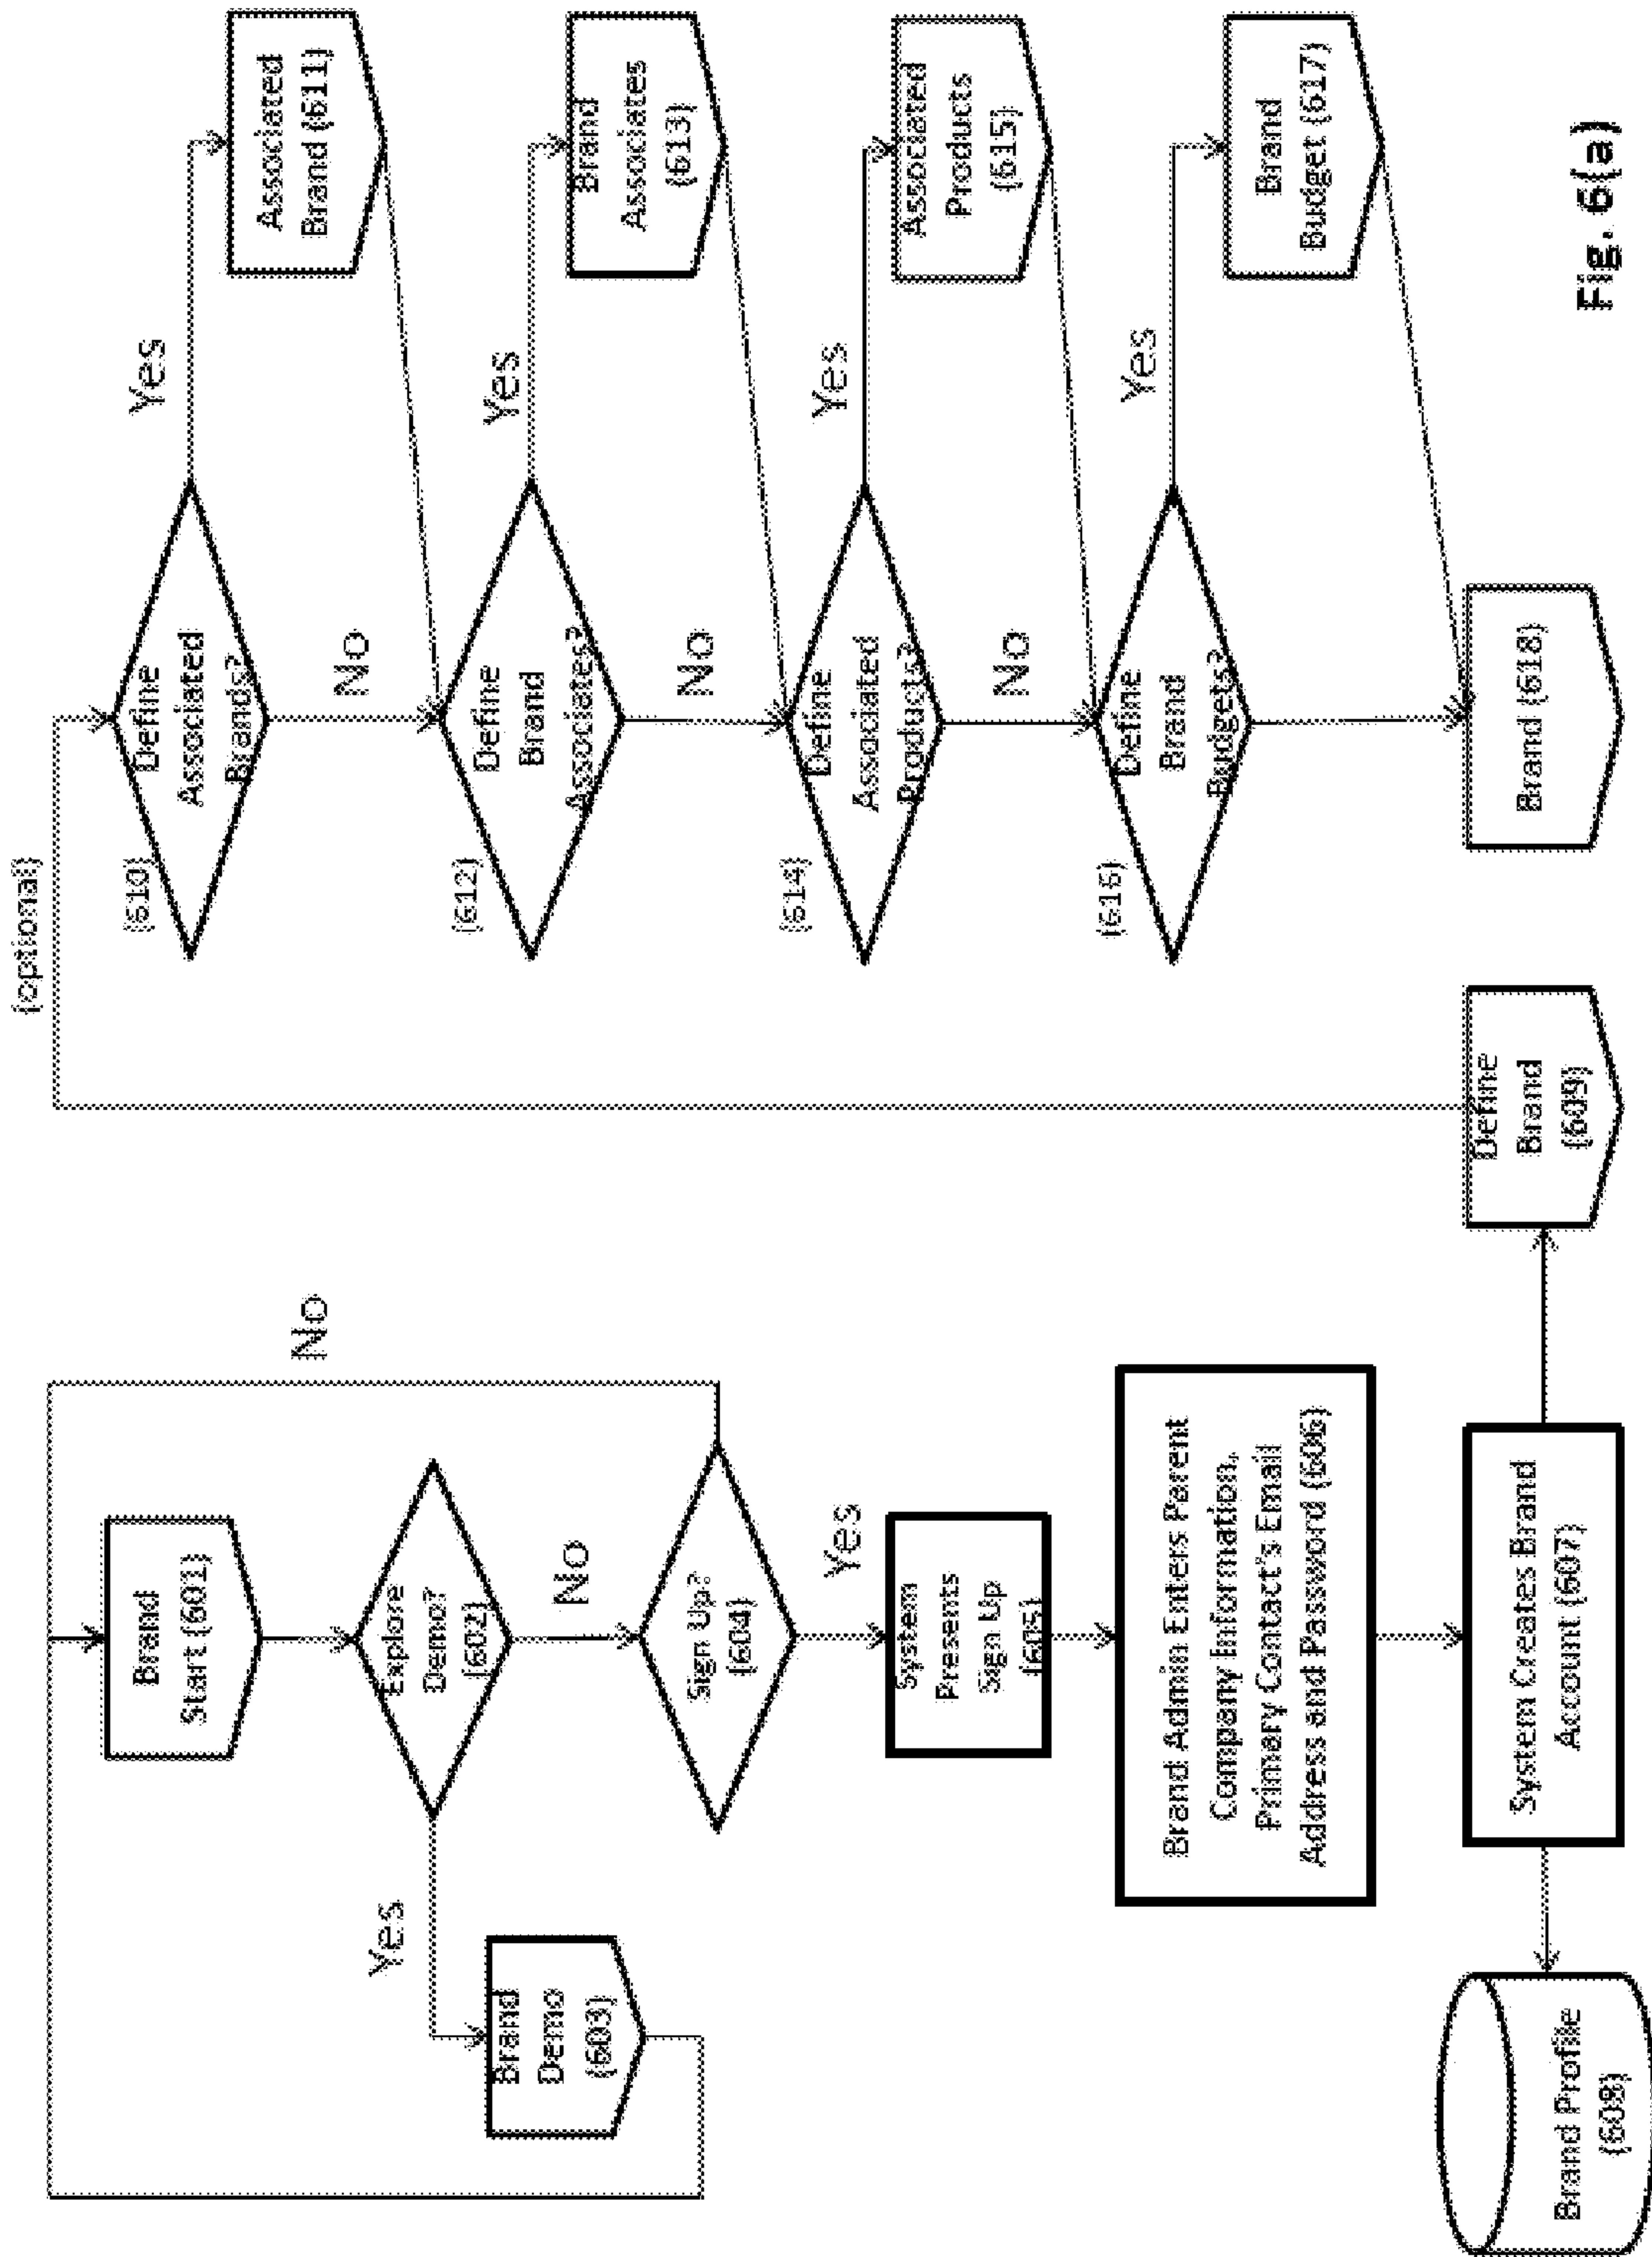 Brand
Start (601)
Explore
Demo?
(602)
Yes
No
Brand
Demo
(603)
Sign Up?
(604)
No
Yes
System
Presents
Sign Up
(605)
Brand Admin Enters Parent
Company Information,
Primary Contact's Email
Address and Password (606)
System Creates Brand
Account (607)
Brand Profile
(608)
Define
Brand
(609)
(optional)
(610)
Define
Associated
Brands?
Yes
Associated
Brand (611)
No
(612)
Define
Brand
Associates?
Yes
Brand
Associates
(613)
No
(614)
Define
Associated
Products?
Yes
Associated
Products
(615)
No
(616)
Define
Brand
Budgets?
Yes
Brand
Budget (617)
Brand (618)
Fig. 6(a)